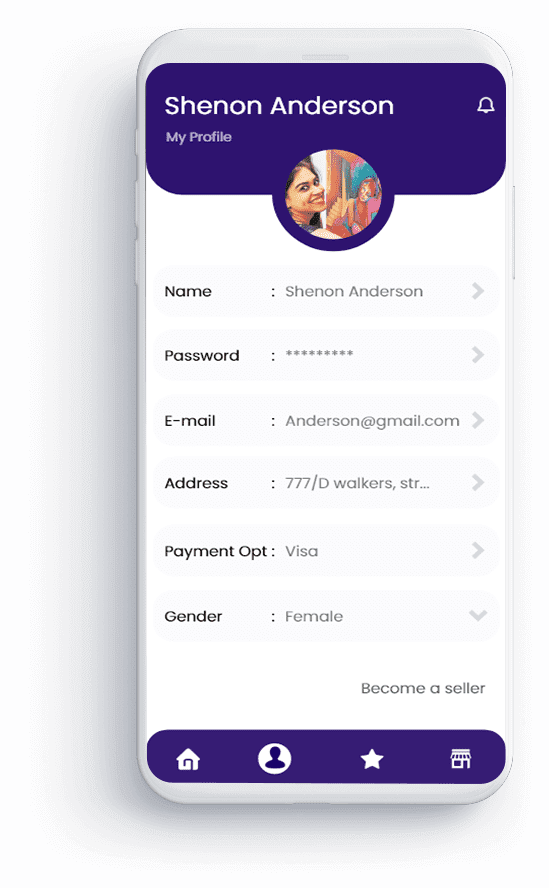 Shenon Anderson
My Profile
Name : Shenon Anderson
Password : *********
E-mail : Anderson@gmail.com
Address : 777/D walkers, str...
Payment Opt : Visa
Gender : Female
Become a seller